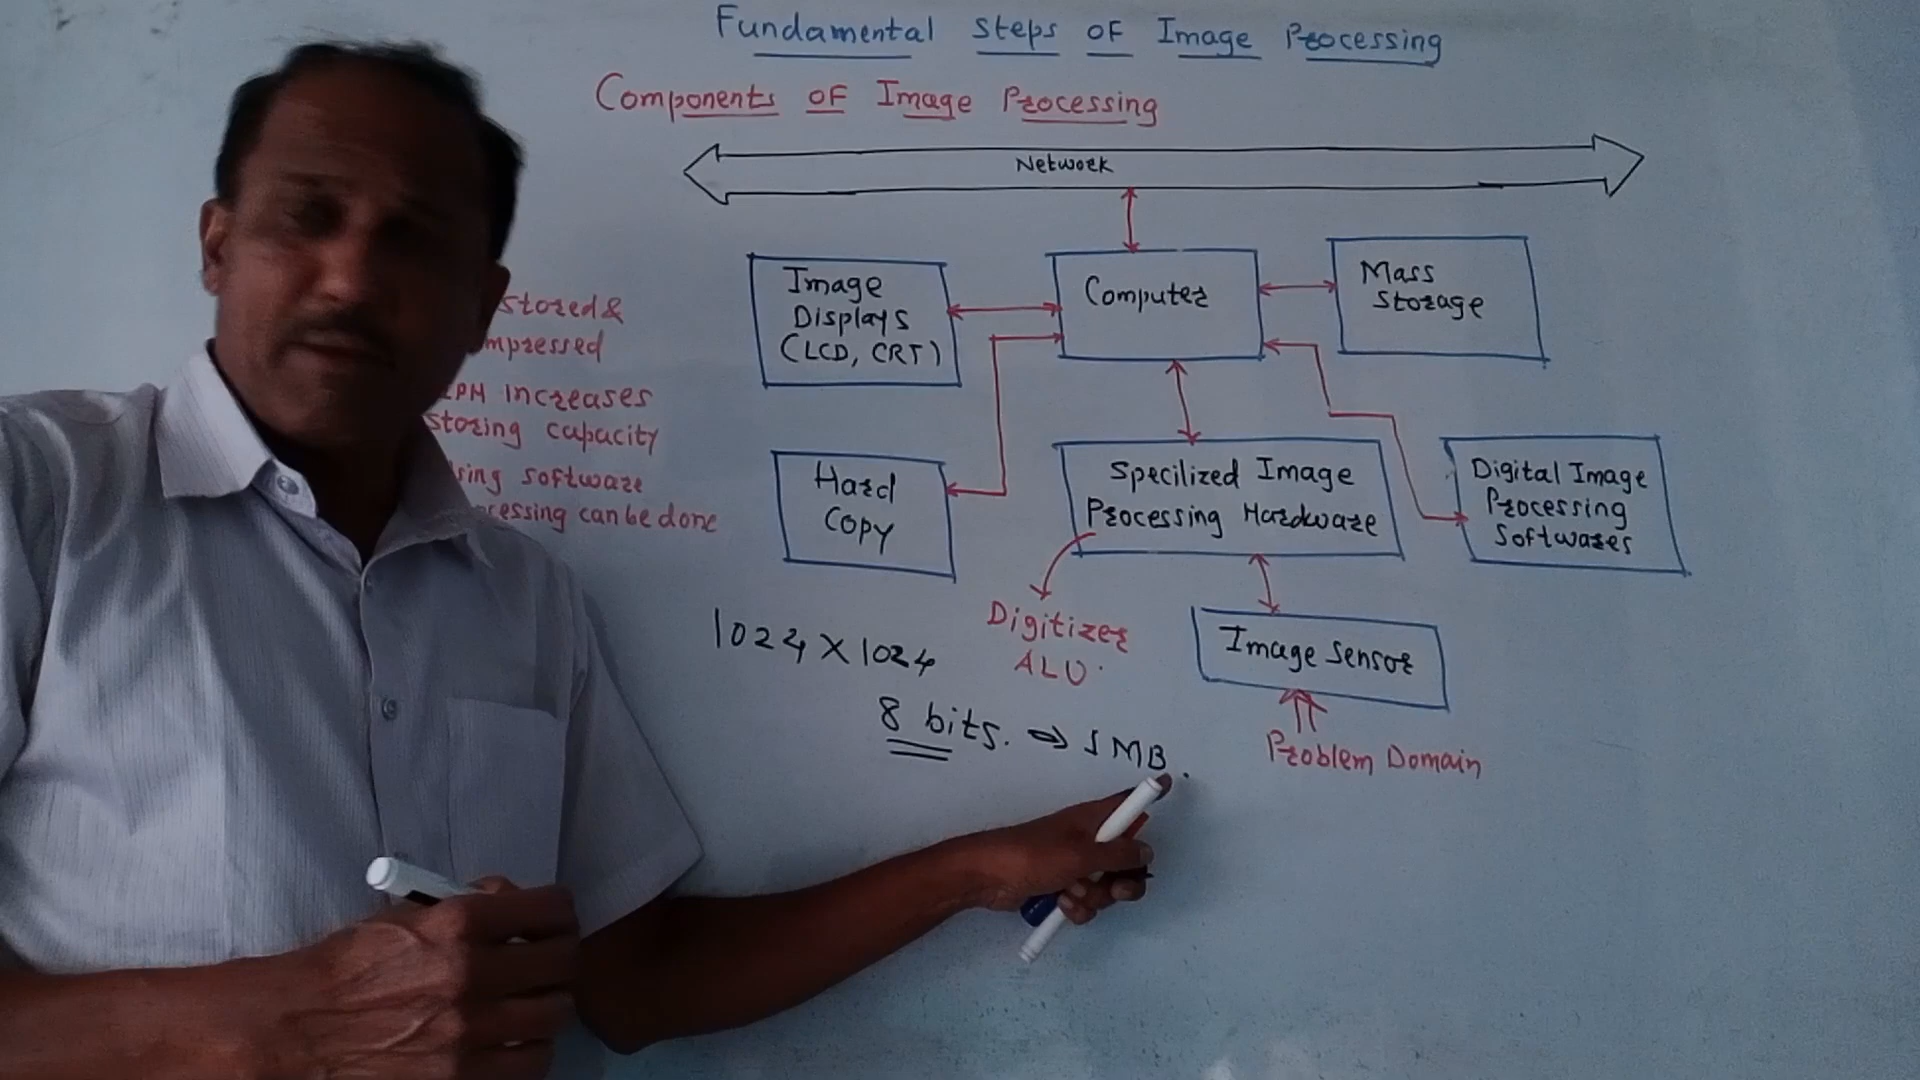 Fundamental Steps of Image Processing
Components of Image Processing
Network
Image
Displays
(LCD, CRT)
Computer
Mass
Storage
Stored &
mpressed
increases
Storing capacity
sing software
cessing can be done
Hard
Copy
Specilized Image
Processing Hardware
Digital Image
Processing
Softwares
Digitizer
ALU.
Image Sensor
Problem Domain
1024 X 1024
8 bits. ⇒ 1 MB.